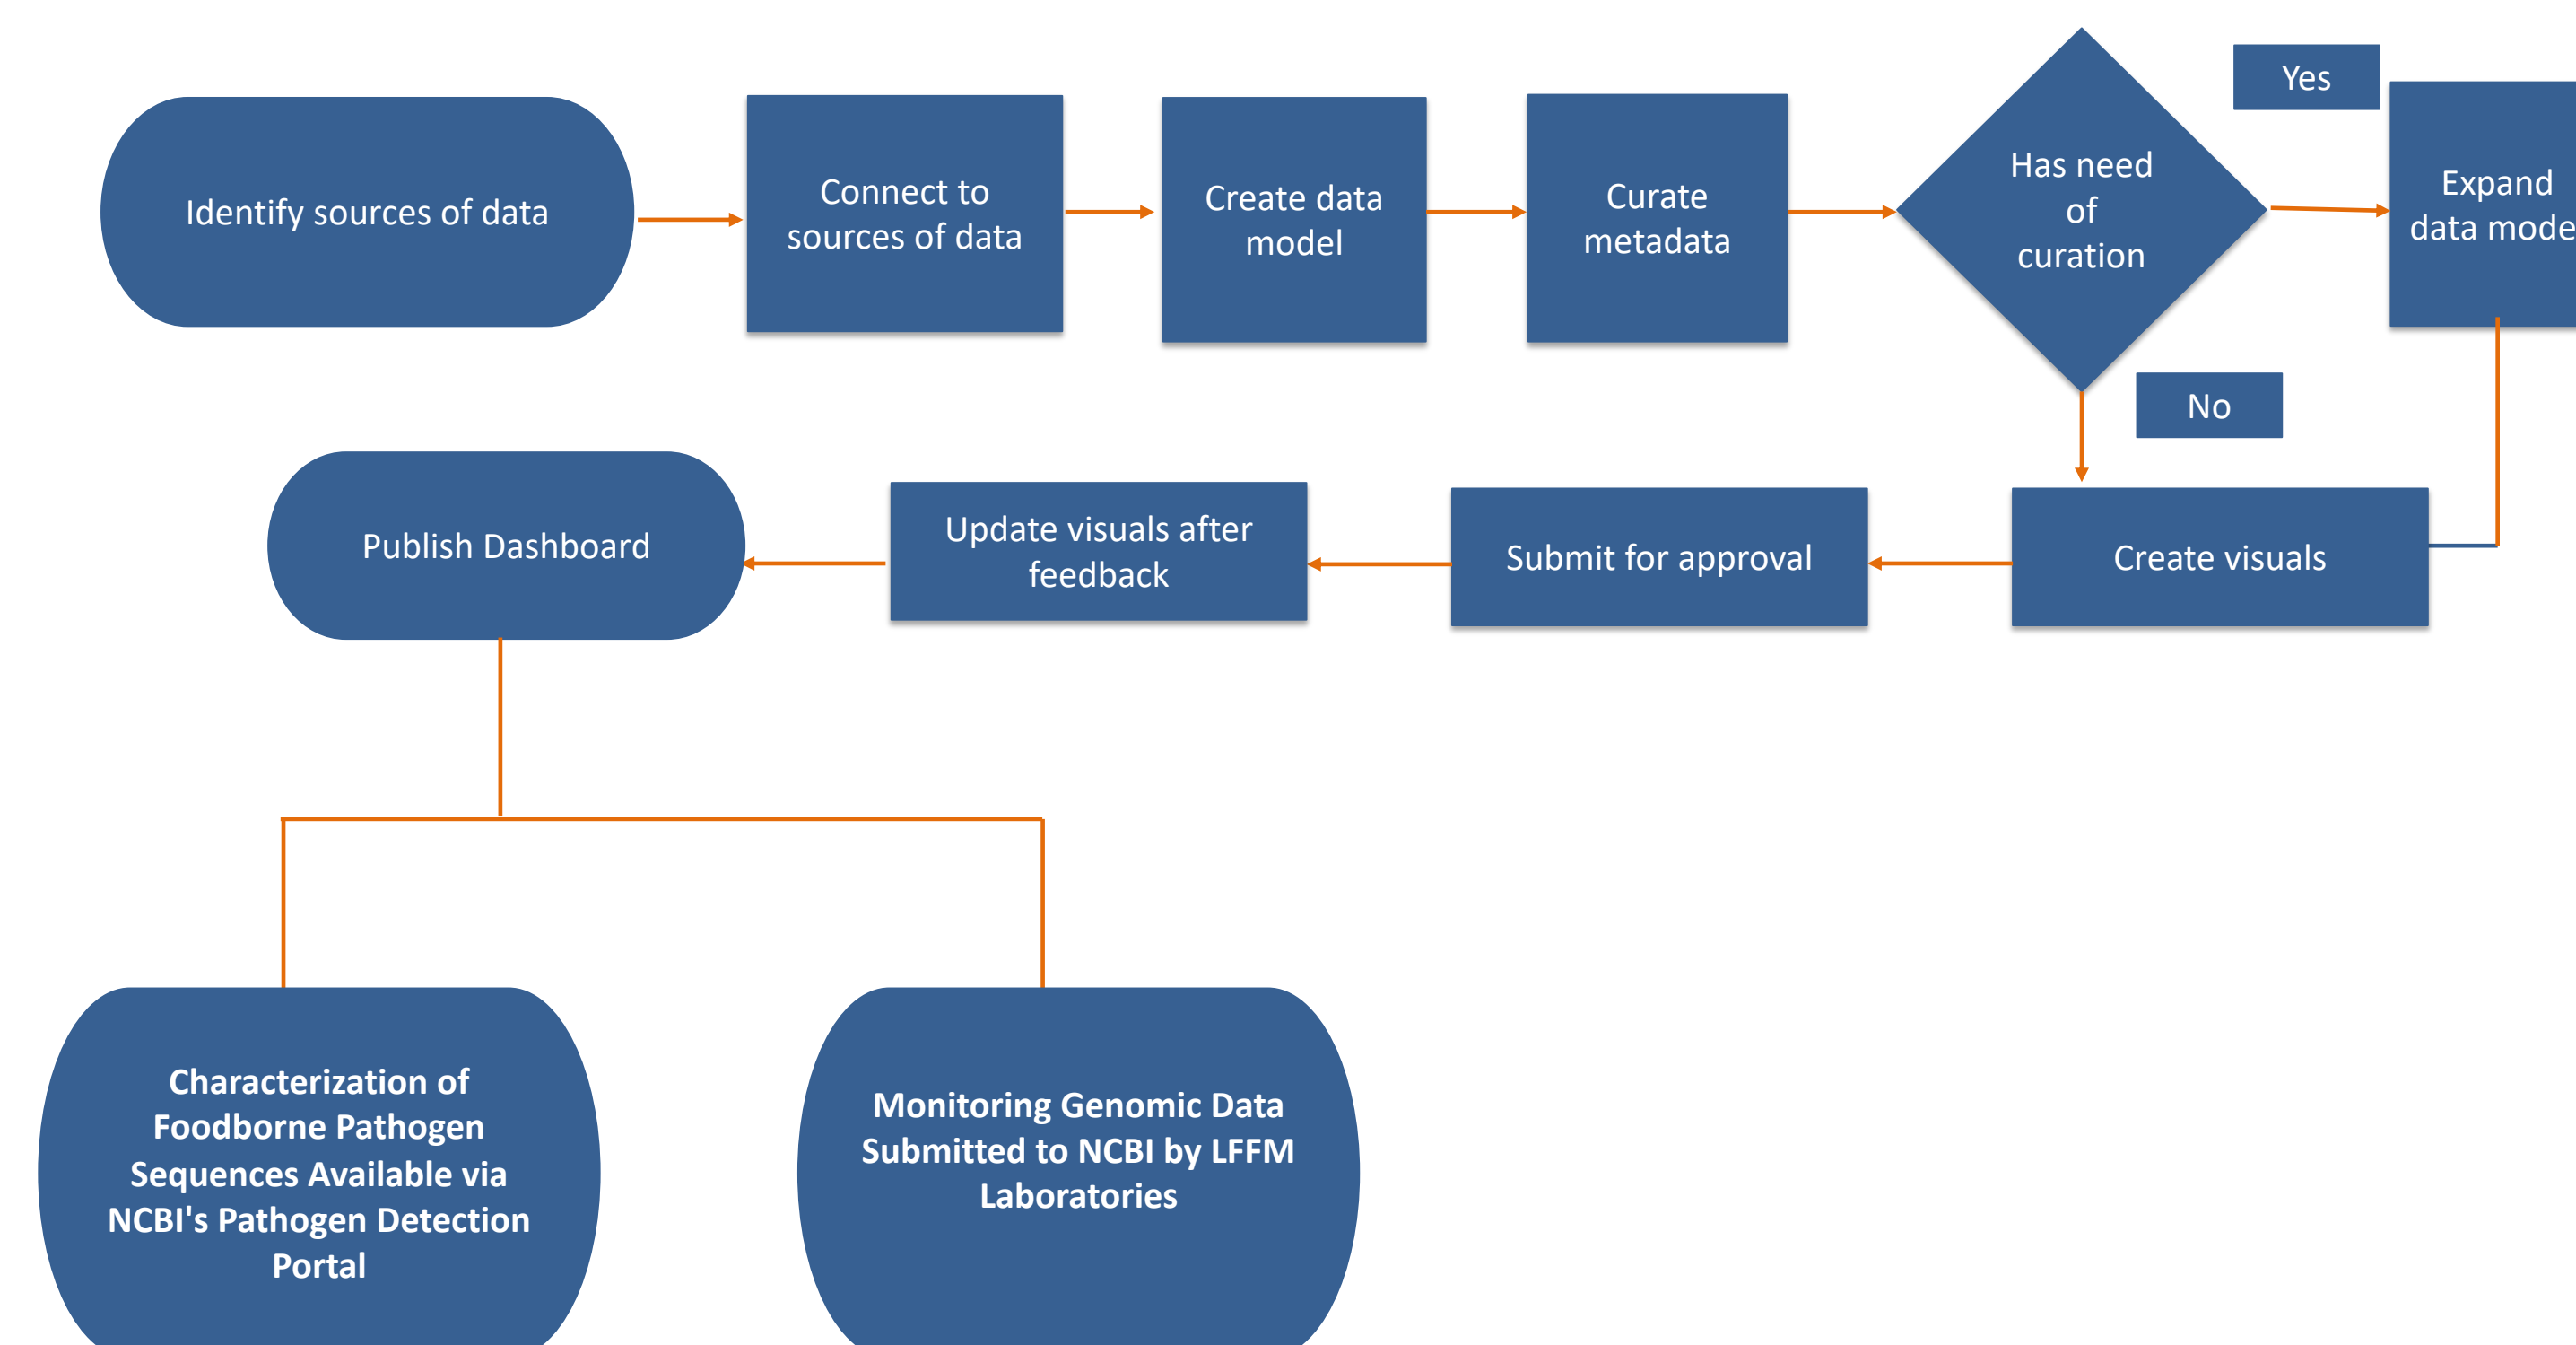 Identify sources of data
Connect to
sources of data
Create data
model
Curate
metadata
Has need
of
curation
Yes
Expand
data mode
No
Create visuals
Submit for approval
Update visuals after
feedback
Publish Dashboard
Characterization of
Foodborne Pathogen
Sequences Available via
NCBI's Pathogen Detection
Portal
Monitoring Genomic Data
Submitted to NCBI by LFFM
Laboratories